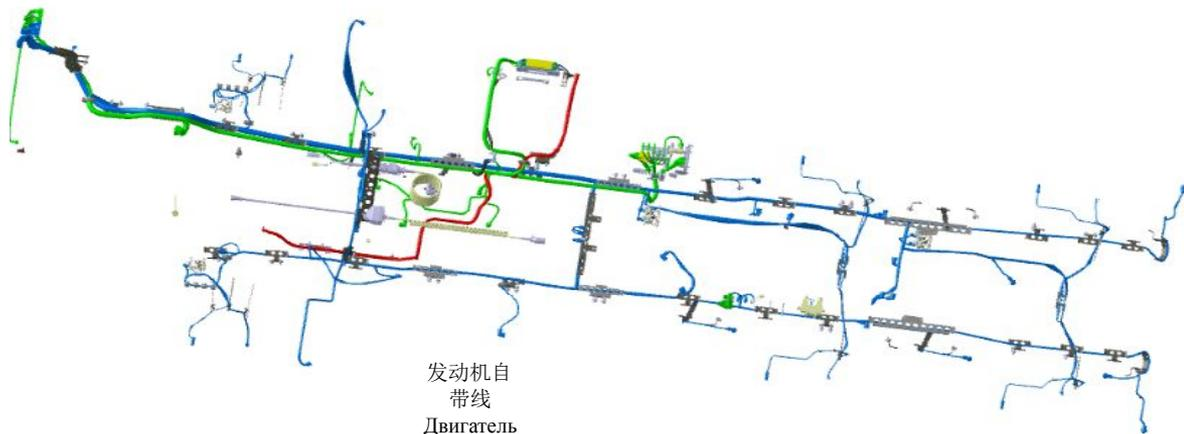 发动机自
带线
Двигатель